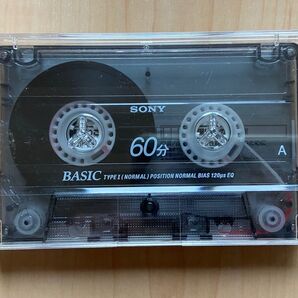 SONY
60分
A
BASIC TYPE I (NORMAL) POSITION NORMAL BIAS 120μs EQ